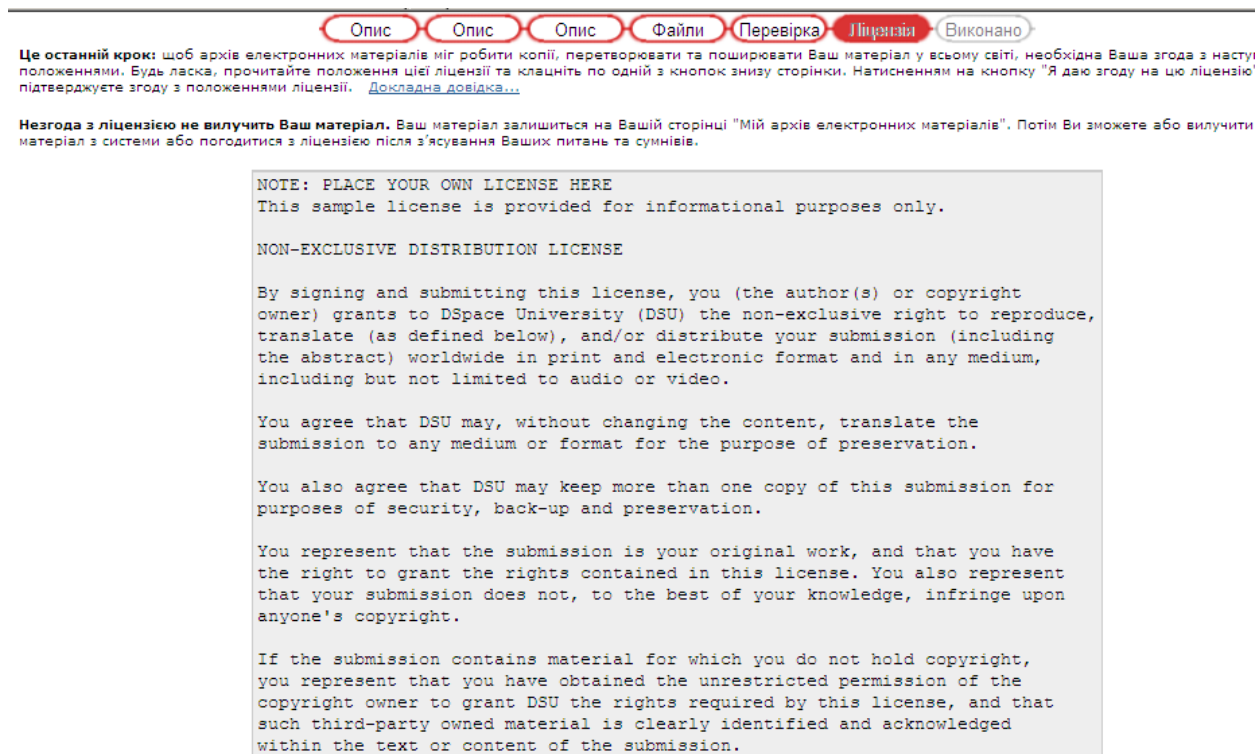 Опис Опис Опис Файли Перевірка Ліцензія Виконано
Це останній крок: щоб архів електронних матеріалів міг робити копії, перетворювати та поширювати Ваш матеріал у всьому світі, необхідна Ваша згода з
положеннями. Будь ласка, прочитайте положення цієї ліцензії та клацніть по одній з кнопок знизу сторінки. Натисненням на кнопку "Я даю згоду на цю ліцензію"
підтверджуєте згоду з положеннями ліцензії. Докладна довідка...
Незгода з ліцензією не вилучить Ваш матеріал. Ваш матеріал залишиться на Вашій сторінці "Мій архів електронних матеріалів". Потім Ви зможете або вилучити
матеріал з системи або погодитися з ліцензією після з'ясування Ваших питань та сумнівів.
NOTE: PLACE YOUR OWN LICENSE HERE
This sample license is provided for informational purposes only.
NON-EXCLUSIVE DISTRIBUTION LICENSE
By signing and submitting this license, you (the author(s) or copyright
owner) grants to DSpace University (DSU) the non-exclusive right to reproduce,
translate (as defined below), and/or distribute your submission (including
the abstract) worldwide in print and electronic format and in any medium,
including but not limited to audio or video.
You agree that DSU may, without changing the content, translate the
submission to any medium or format for the purpose of preservation.
You also agree that DSU may keep more than one copy of this submission for
purposes of security, back-up and preservation.
You represent that the submission is your original work, and that you have
the right to grant the rights contained in this license. You also represent
that your submission does not, to the best of your knowledge, infringe upon
anyone's copyright.
If the submission contains material for which you do not hold copyright,
you represent that you have obtained the unrestricted permission of the
copyright owner to grant DSU the rights required by this license, and that
such third-party owned material is clearly identified and acknowledged
within the text or content of the submission.